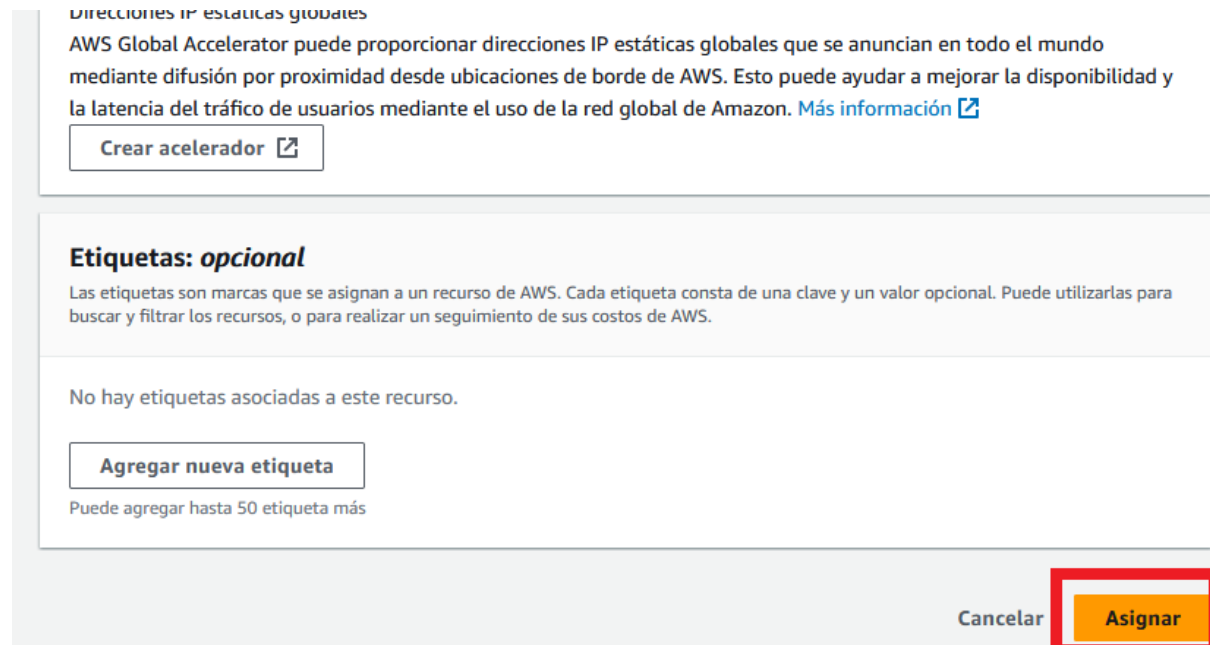 Direcciones IP estáticas globales
AWS Global Accelerator puede proporcionar direcciones IP estáticas globales que se anuncian en todo el mundo
mediante difusión por proximidad desde ubicaciones de borde de AWS. Esto puede ayudar a mejorar la disponibilidad y
la latencia del tráfico de usuarios mediante el uso de la red global de Amazon. Más información
Crear acelerador
Etiquetas: opcional
Las etiquetas son marcas que se asignan a un recurso de AWS. Cada etiqueta consta de una clave y un valor opcional. Puede utilizarlas para
buscar y filtrar los recursos, o para realizar un seguimiento de sus costos de AWS.
No hay etiquetas asociadas a este recurso.
Agregar nueva etiqueta
Puede agregar hasta 50 etiqueta más
Cancelar Asignar